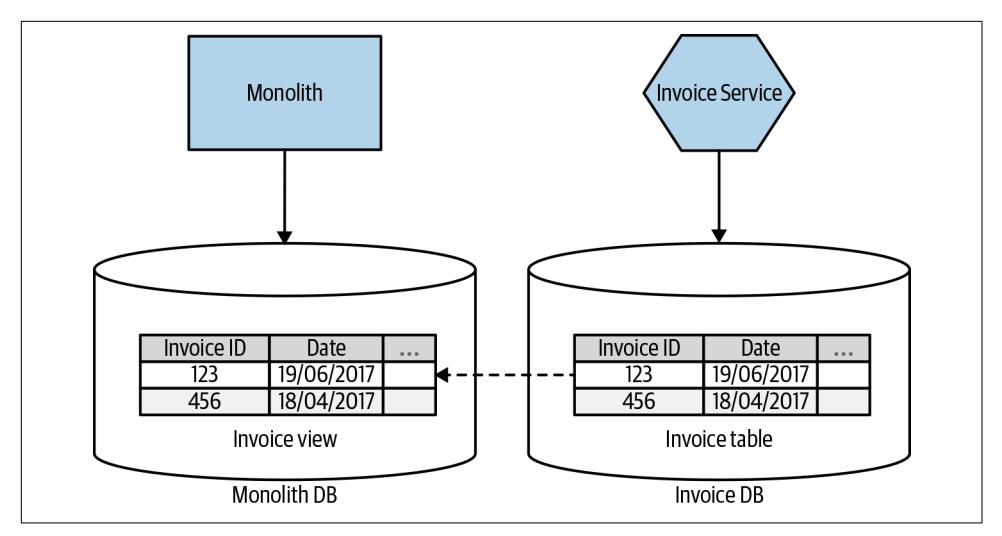 Monolith
Invoice Service
Invoice ID Date ...
123 19/06/2017
456 18/04/2017
Invoice view
Monolith DB
Invoice ID Date ...
123 19/06/2017
456 18/04/2017
Invoice table
Invoice DB